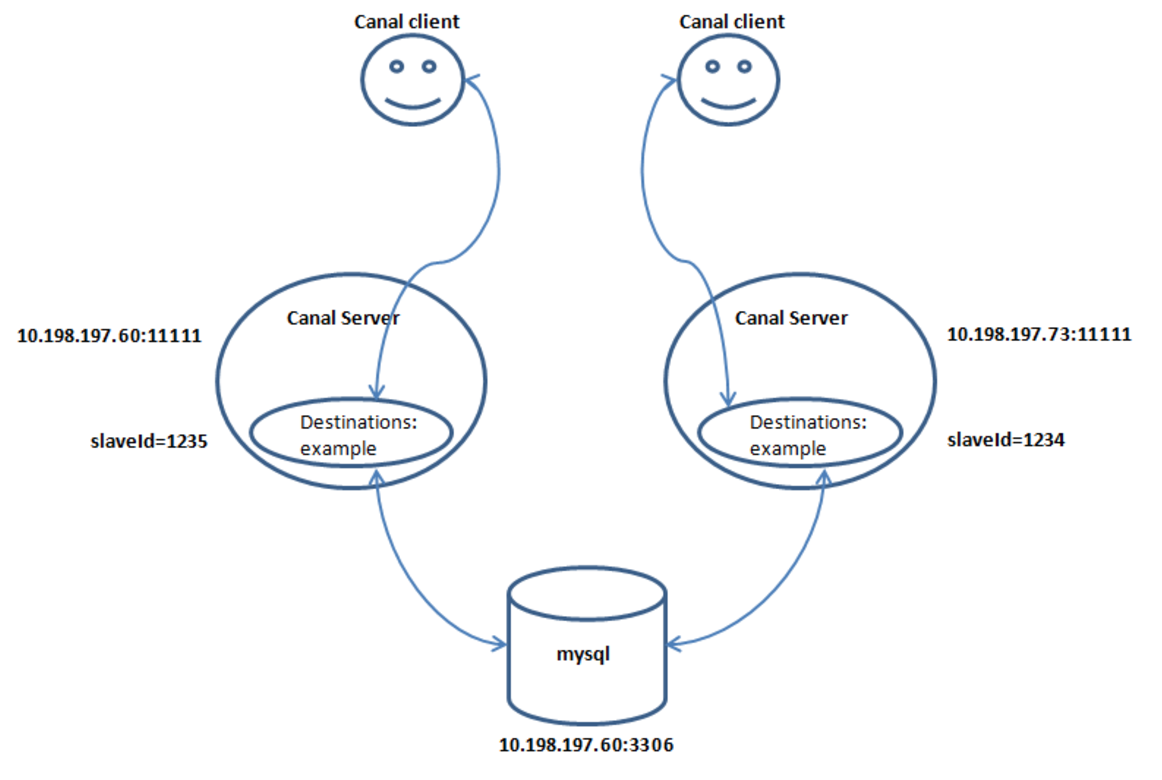 Canal client
Canal client
Canal Server
Canal Server
10.198.197.60:11111
10.198.197.73:11111
Destinations:
example
Destinations:
example
slaveId=1235
slaveId=1234
mysql
10.198.197.60:3306